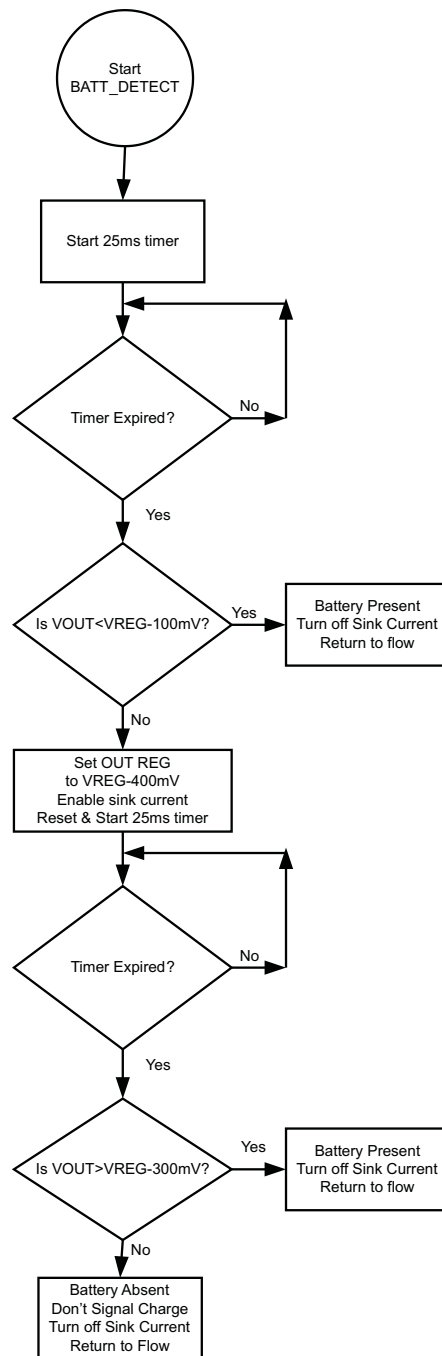 Start
BATT_DETECT
Start 25ms timer
Timer Expired?
No
Yes
Is VOUT<VREG-100mV?
Yes
Battery Present
Turn off Sink Current
Return to flow
No
Set OUT REG
to VREG-400mV
Enable sink current
Reset & Start 25ms timer
Timer Expired?
No
Yes
Is VOUT>VREG-300mV?
Yes
Battery Present
Turn off Sink Current
Return to flow
No
Battery Absent
Don't Signal Charge
Turn off Sink Current
Return to Flow